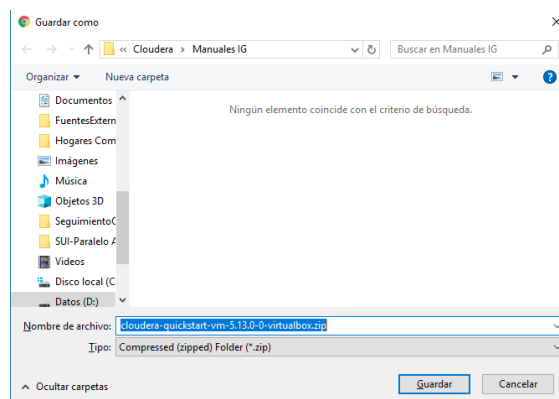 Guardar como
« Cloudera > Manuales IG
Buscar en Manuales IG
Organizar
Nueva carpeta
Documentos
FuentesExtern
Hogares Com
Imágenes
Música
Objetos 3D
SeguimientoC
SUI-Paralelo A
Videos
Disco local (C
Datos (D:)
Ningún elemento coincide con el criterio de búsqueda.
Nombre de archivo: cloudera-quickstart-vm-5.13.0-0-virtualbox.zip
Tipo: Compressed (zipped) Folder (*.zip)
Ocultar carpetas
Guardar
Cancelar